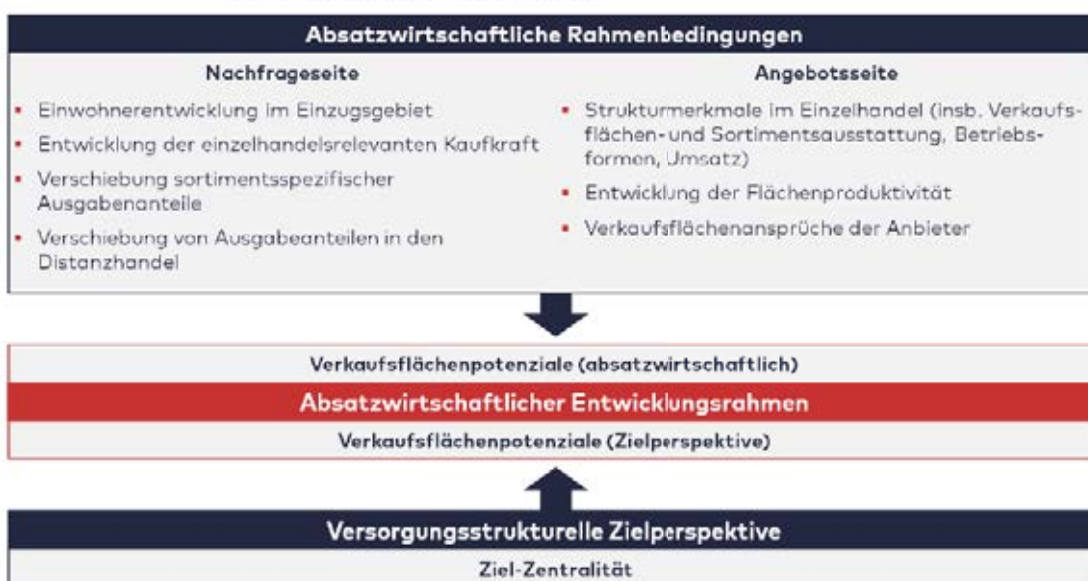 Absatzwirtschaftliche Rahmenbedingungen
Nachfrageseite
▪ Einwohnerentwicklung im Einzugsgebiet
▪ Entwicklung der einzelhandelsrelevanten Kaufkraft
▪ Verschiebung sortimentsspezifischer
Ausgabenanteile
▪ Verschiebung von Ausgabeanteilen in den
Distanzhandel
Angebotsseite
▪ Strukturmerkmale im Einzelhandel (insb. Verkaufs-
flächen- und Sortimentsausstattung, Betriebs-
formen, Umsatz)
▪ Entwicklung der Flächenproduktivität
▪ Verkaufsflächenansprüche der Anbieter
Verkaufsflächenpotenziale (absatzwirtschaftlich)
Absatzwirtschaftlicher Entwicklungsrahmen
Verkaufsflächenpotenziale (Zielperspektive)
Versorgungsstrukturelle Zielperspektive
Ziel-Zentralität